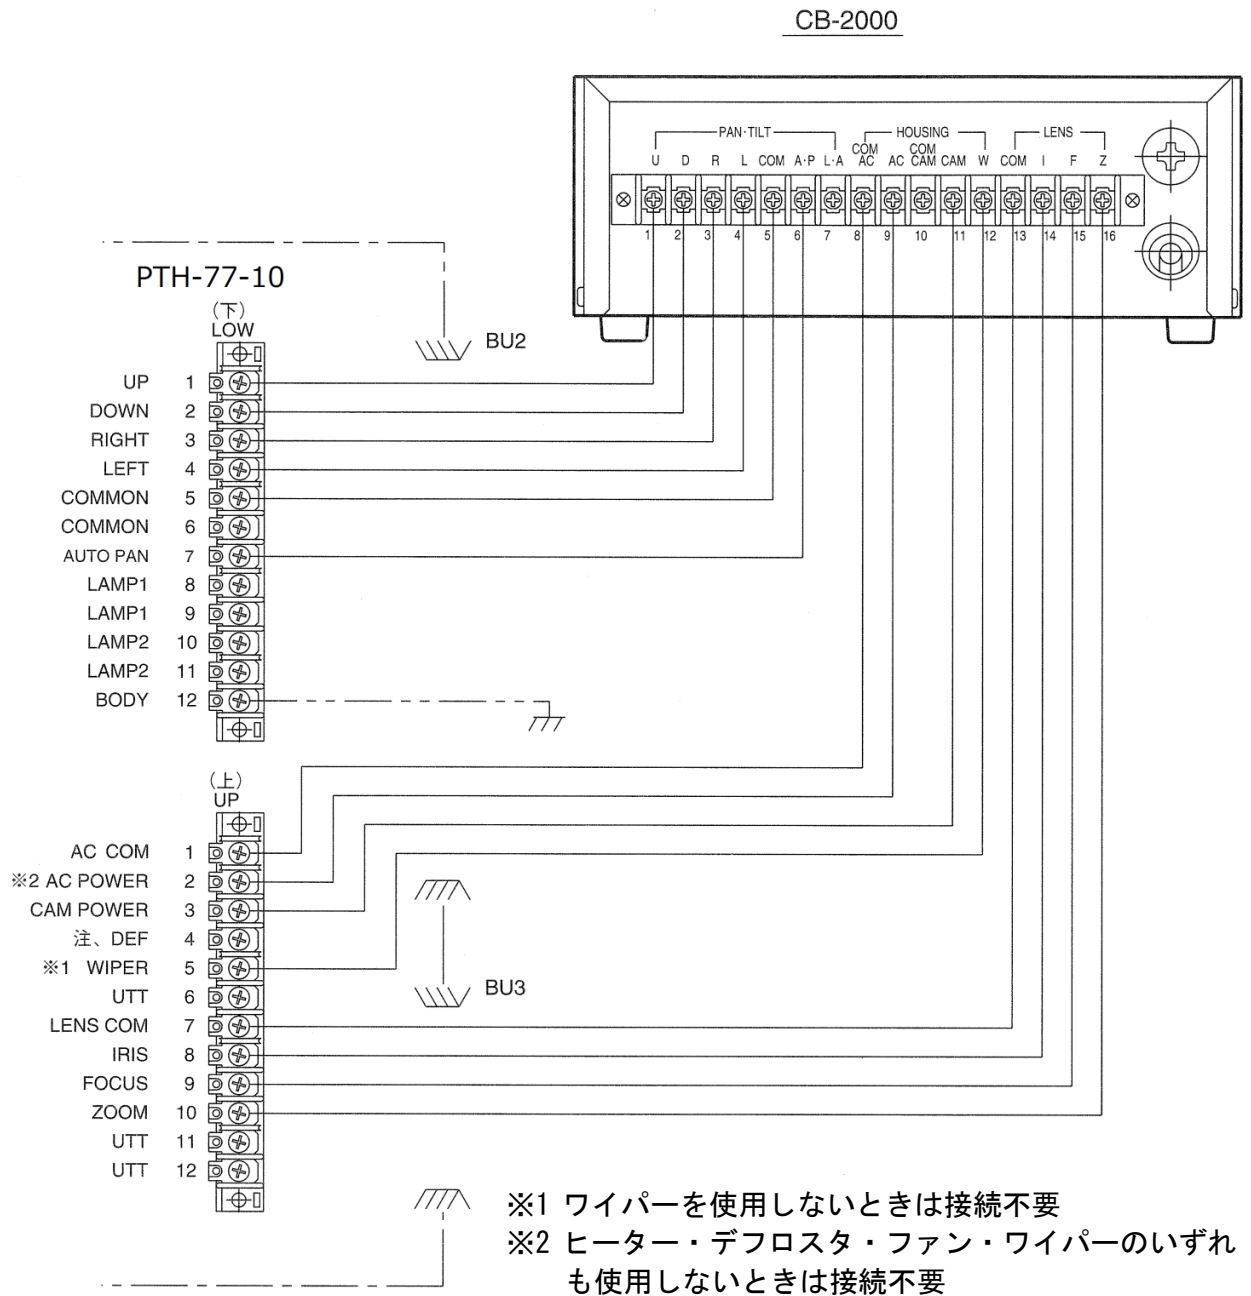 CB-2000
PAN·TILT HOUSING LENS
COM COM
U D R L COM A·P L·A AC AC CAM CAM W COM I F Z
1 2 3 4 5 6 7 8 9 10 11 12 13 14 15 16
PTH-77-10
(下)
LOW
BU2
UP 1
DOWN 2
RIGHT 3
LEFT 4
COMMON 5
COMMON 6
AUTO PAN 7
LAMP1 8
LAMP1 9
LAMP2 10
LAMP2 11
BODY 12
(上)
UP
AC COM 1
※2 AC POWER 2
CAM POWER 3
注、DEF 4
※1 WIPER 5
BU3
UTT 6
LENS COM 7
IRIS 8
FOCUS 9
ZOOM 10
UTT 11
UTT 12
※1 ワイパーを使用しないときは接続不要
※2 ヒーター・デフロスタ・ファン・ワイパーのいずれ
も使用しないときは接続不要